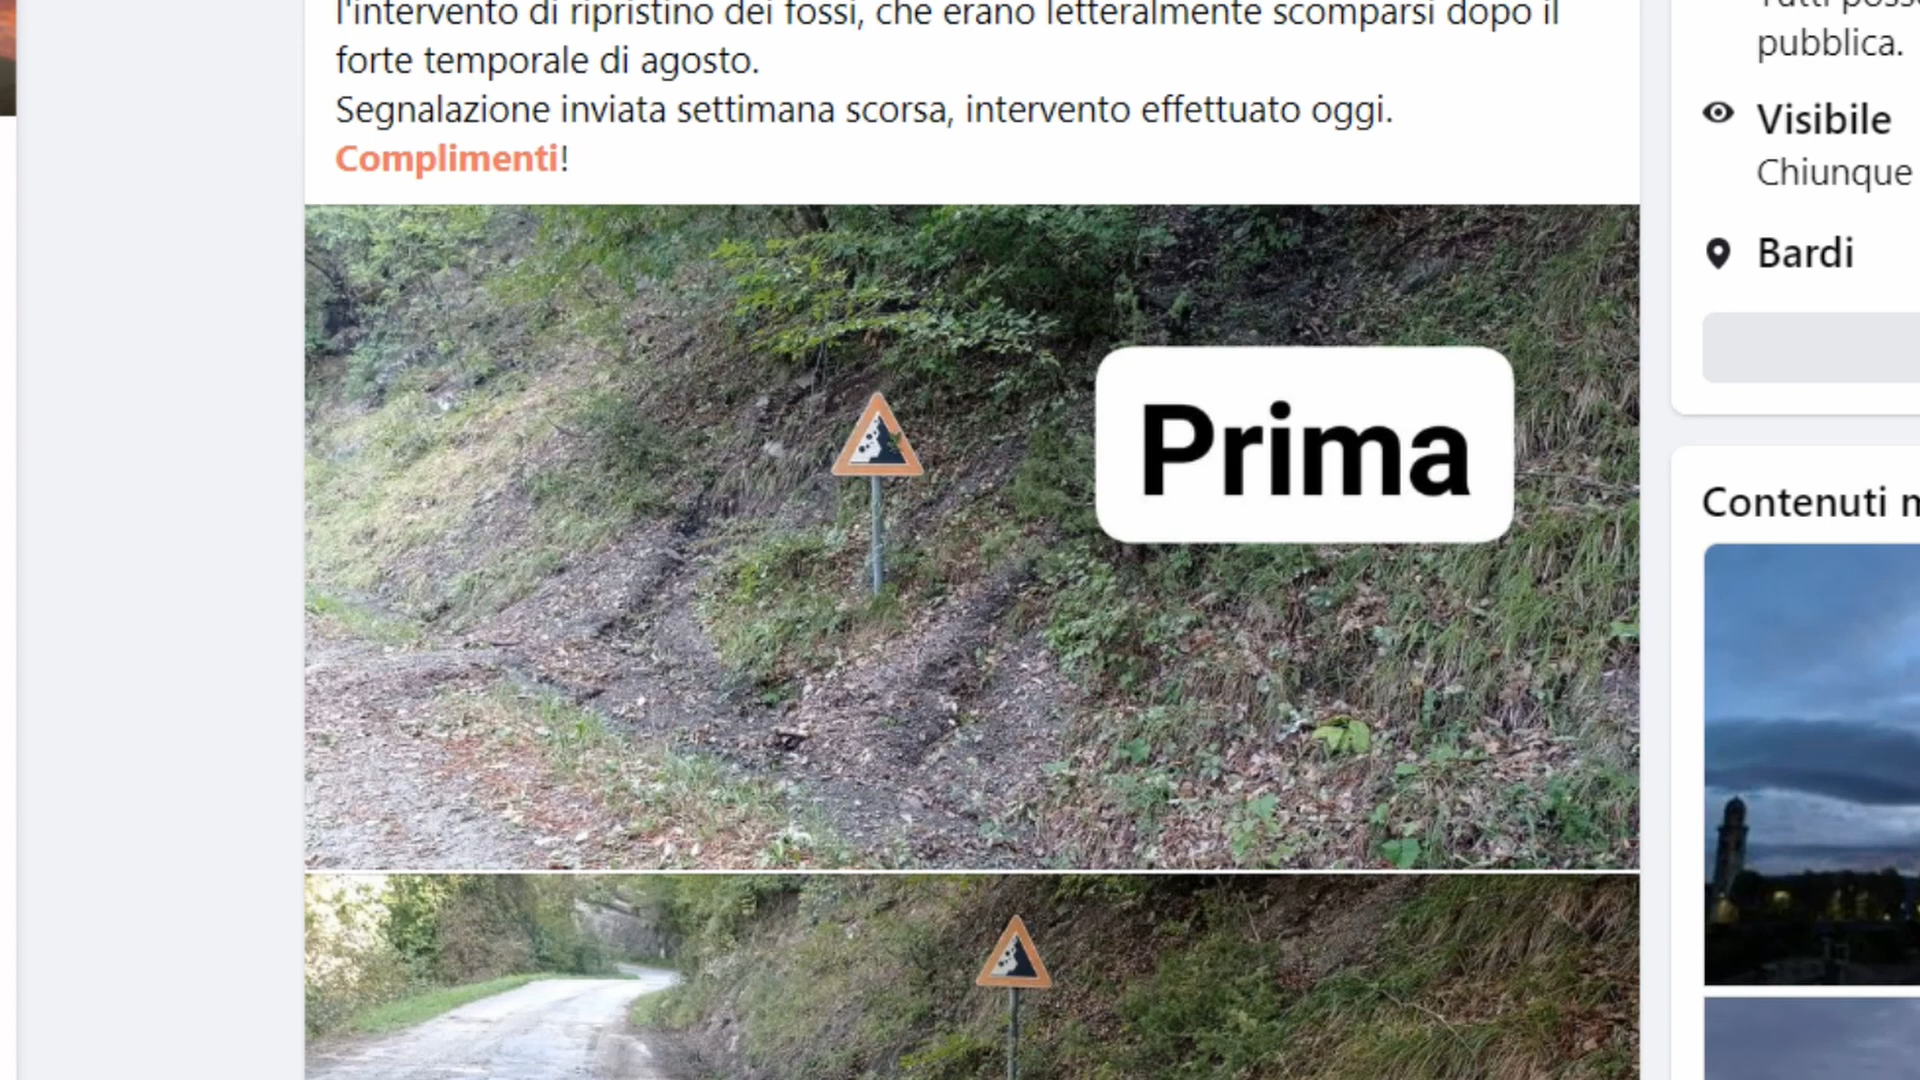 l'intervento di ripristino dei fossi, che erano letteralmente scomparsi dopo il
forte temporale di agosto.
Segnalazione inviata settimana scorsa, intervento effettuato oggi.
Complimenti!
Prima
pubblica.
Visibile
Chiunque
Bardi
Contenuti